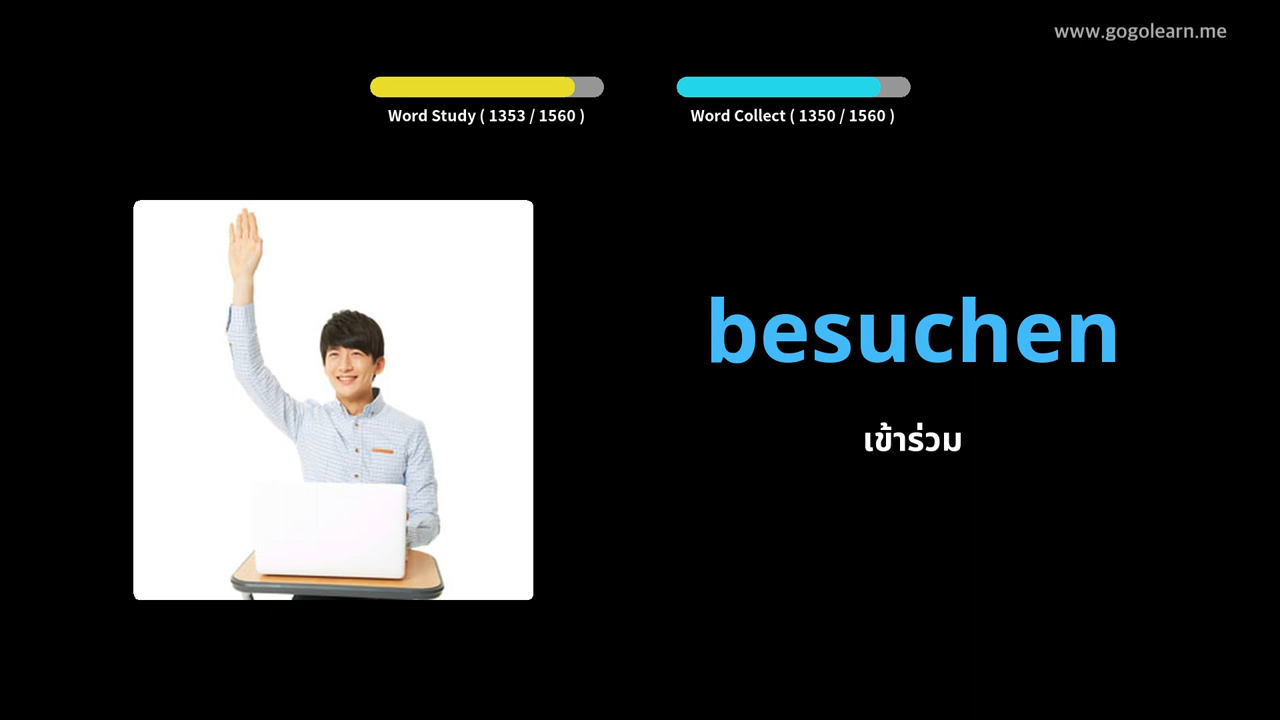 www.gogolearn.me
Word Study ( 1353 / 1560 )
Word Collect ( 1350 / 1560 )
besuchen
เข้าร่วม